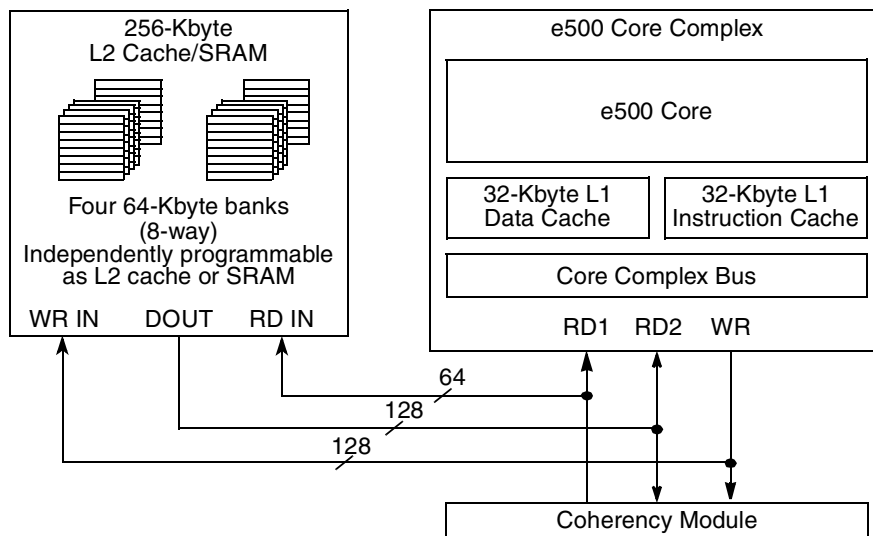 256-Kbyte
L2 Cache/SRAM
Four 64-Kbyte banks
(8-way)
Independently programmable
as L2 cache or SRAM
WR IN DOUT RD IN
e500 Core Complex
e500 Core
32-Kbyte L1
Data Cache
32-Kbyte L1
Instruction Cache
Core Complex Bus
RD1 RD2 WR
64
128
128
Coherency Module